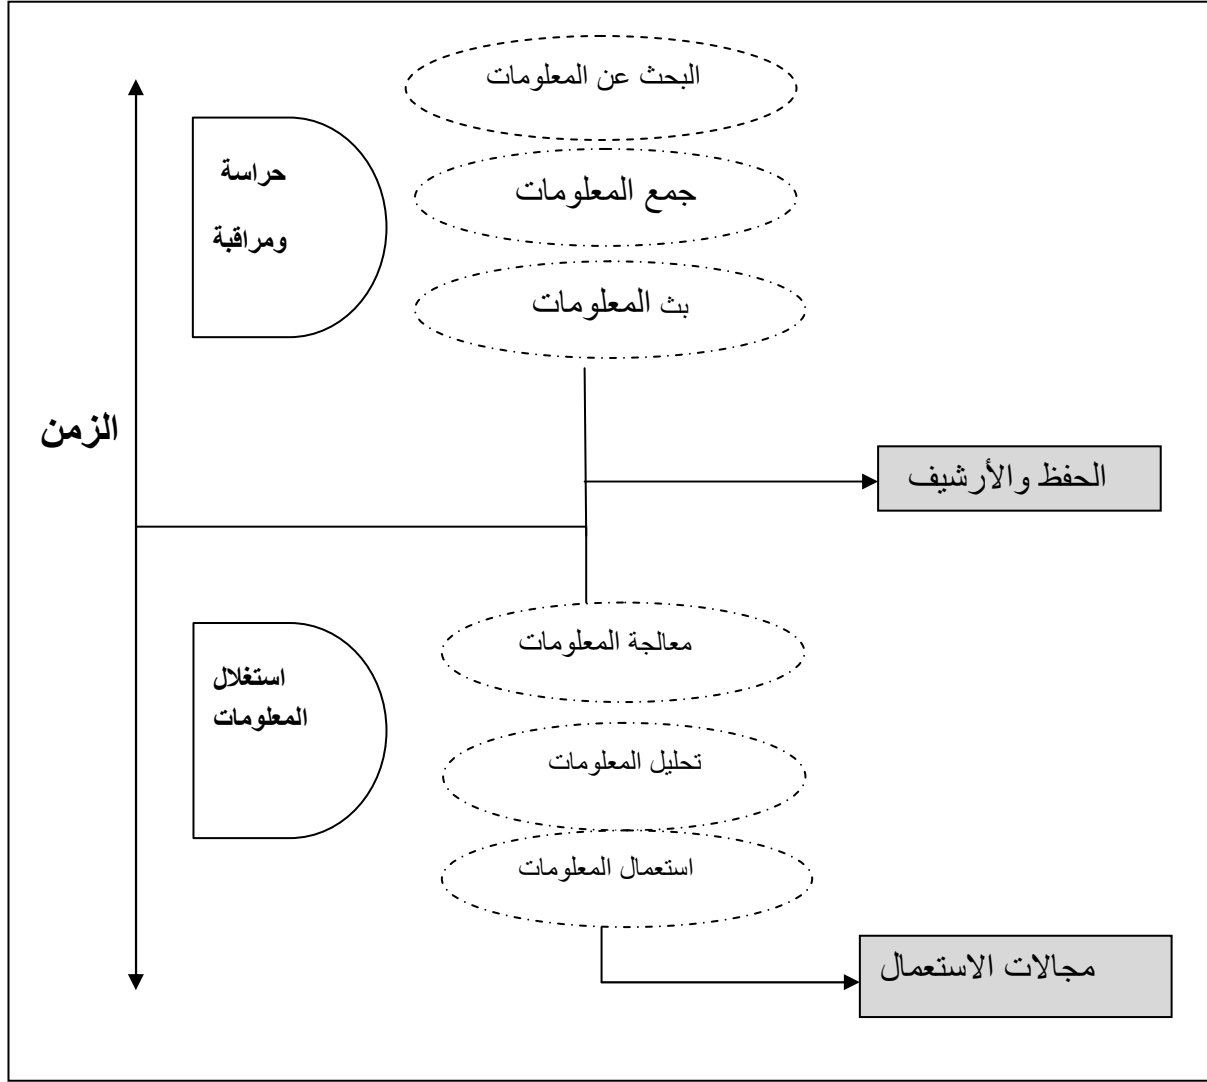 البحث عن المعلومات
حراسة
ومراقبة
جمع المعلومات
بث المعلومات
الزمن
الحفظ والأرشيف
معالجة المعلومات
استغلال
المعلومات
تحليل المعلومات
استعمال المعلومات
مجالات الاستعمال